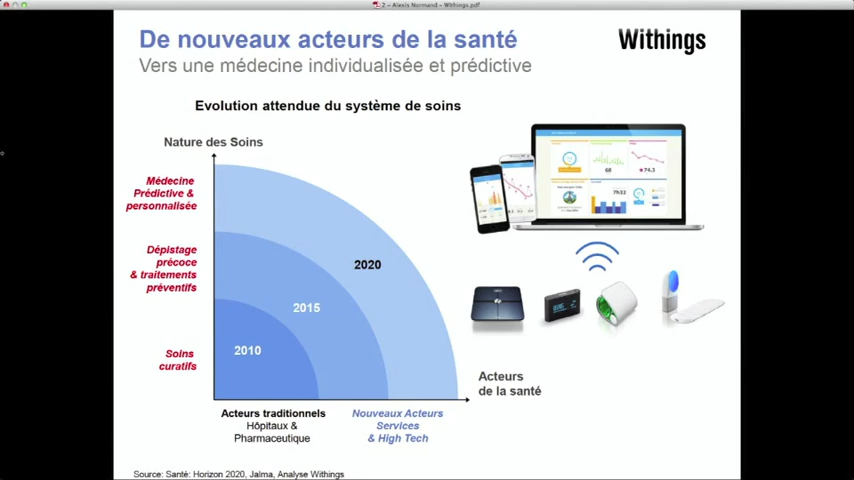 2 – Alexis Normand – Withings.pdf
De nouveaux acteurs de la santé
Withings
Vers une médecine individualisée et prédictive
Evolution attendue du système de soins
Nature des Soins
Médecine
Prédictive &
personnalisée
Dépistage
précoce
& traitements
préventifs
Soins
curatifs
2020
2015
2010
68
74.3
Acteurs
de la santé
Acteurs traditionnels
Hôpitaux &
Pharmaceutique
Nouveaux Acteurs
Services
& High Tech
Source: Santé: Horizon 2020, Jalma, Analyse Withings